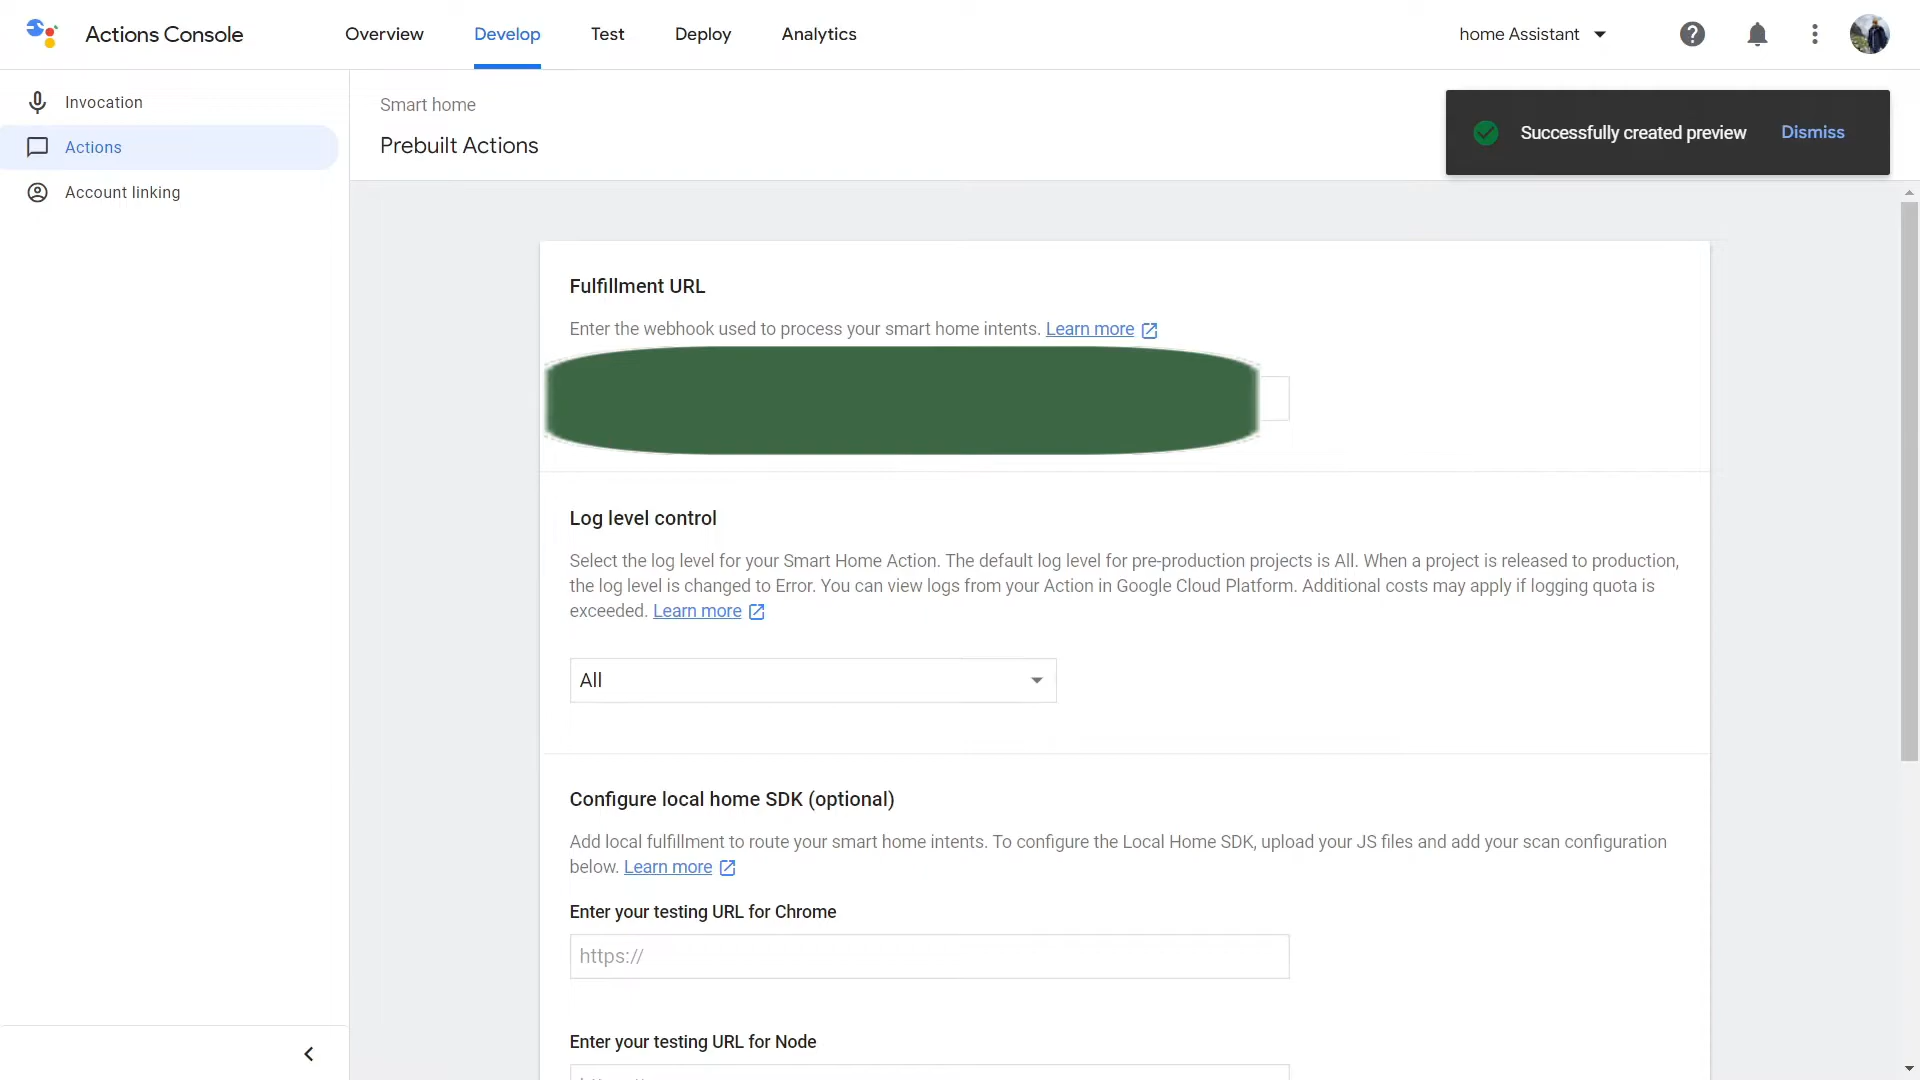 Actions Console
Overview
Develop
Test
Deploy
Analytics
home Assistant
Invocation
Actions
Account linking
Smart home
Prebuilt Actions
Successfully created preview
Dismiss
Fulfillment URL
Enter the webhook used to process your smart home intents. Learn more
Log level control
Select the log level for your Smart Home Action. The default log level for pre-production projects is All. When a project is released to production,
the log level is changed to Error. You can view logs from your Action in Google Cloud Platform. Additional costs may apply if logging quota is
exceeded. Learn more
All
Configure local home SDK (optional)
Add local fulfillment to route your smart home intents. To configure the Local Home SDK, upload your JS files and add your scan configuration
below. Learn more
Enter your testing URL for Chrome
https://
Enter your testing URL for Node